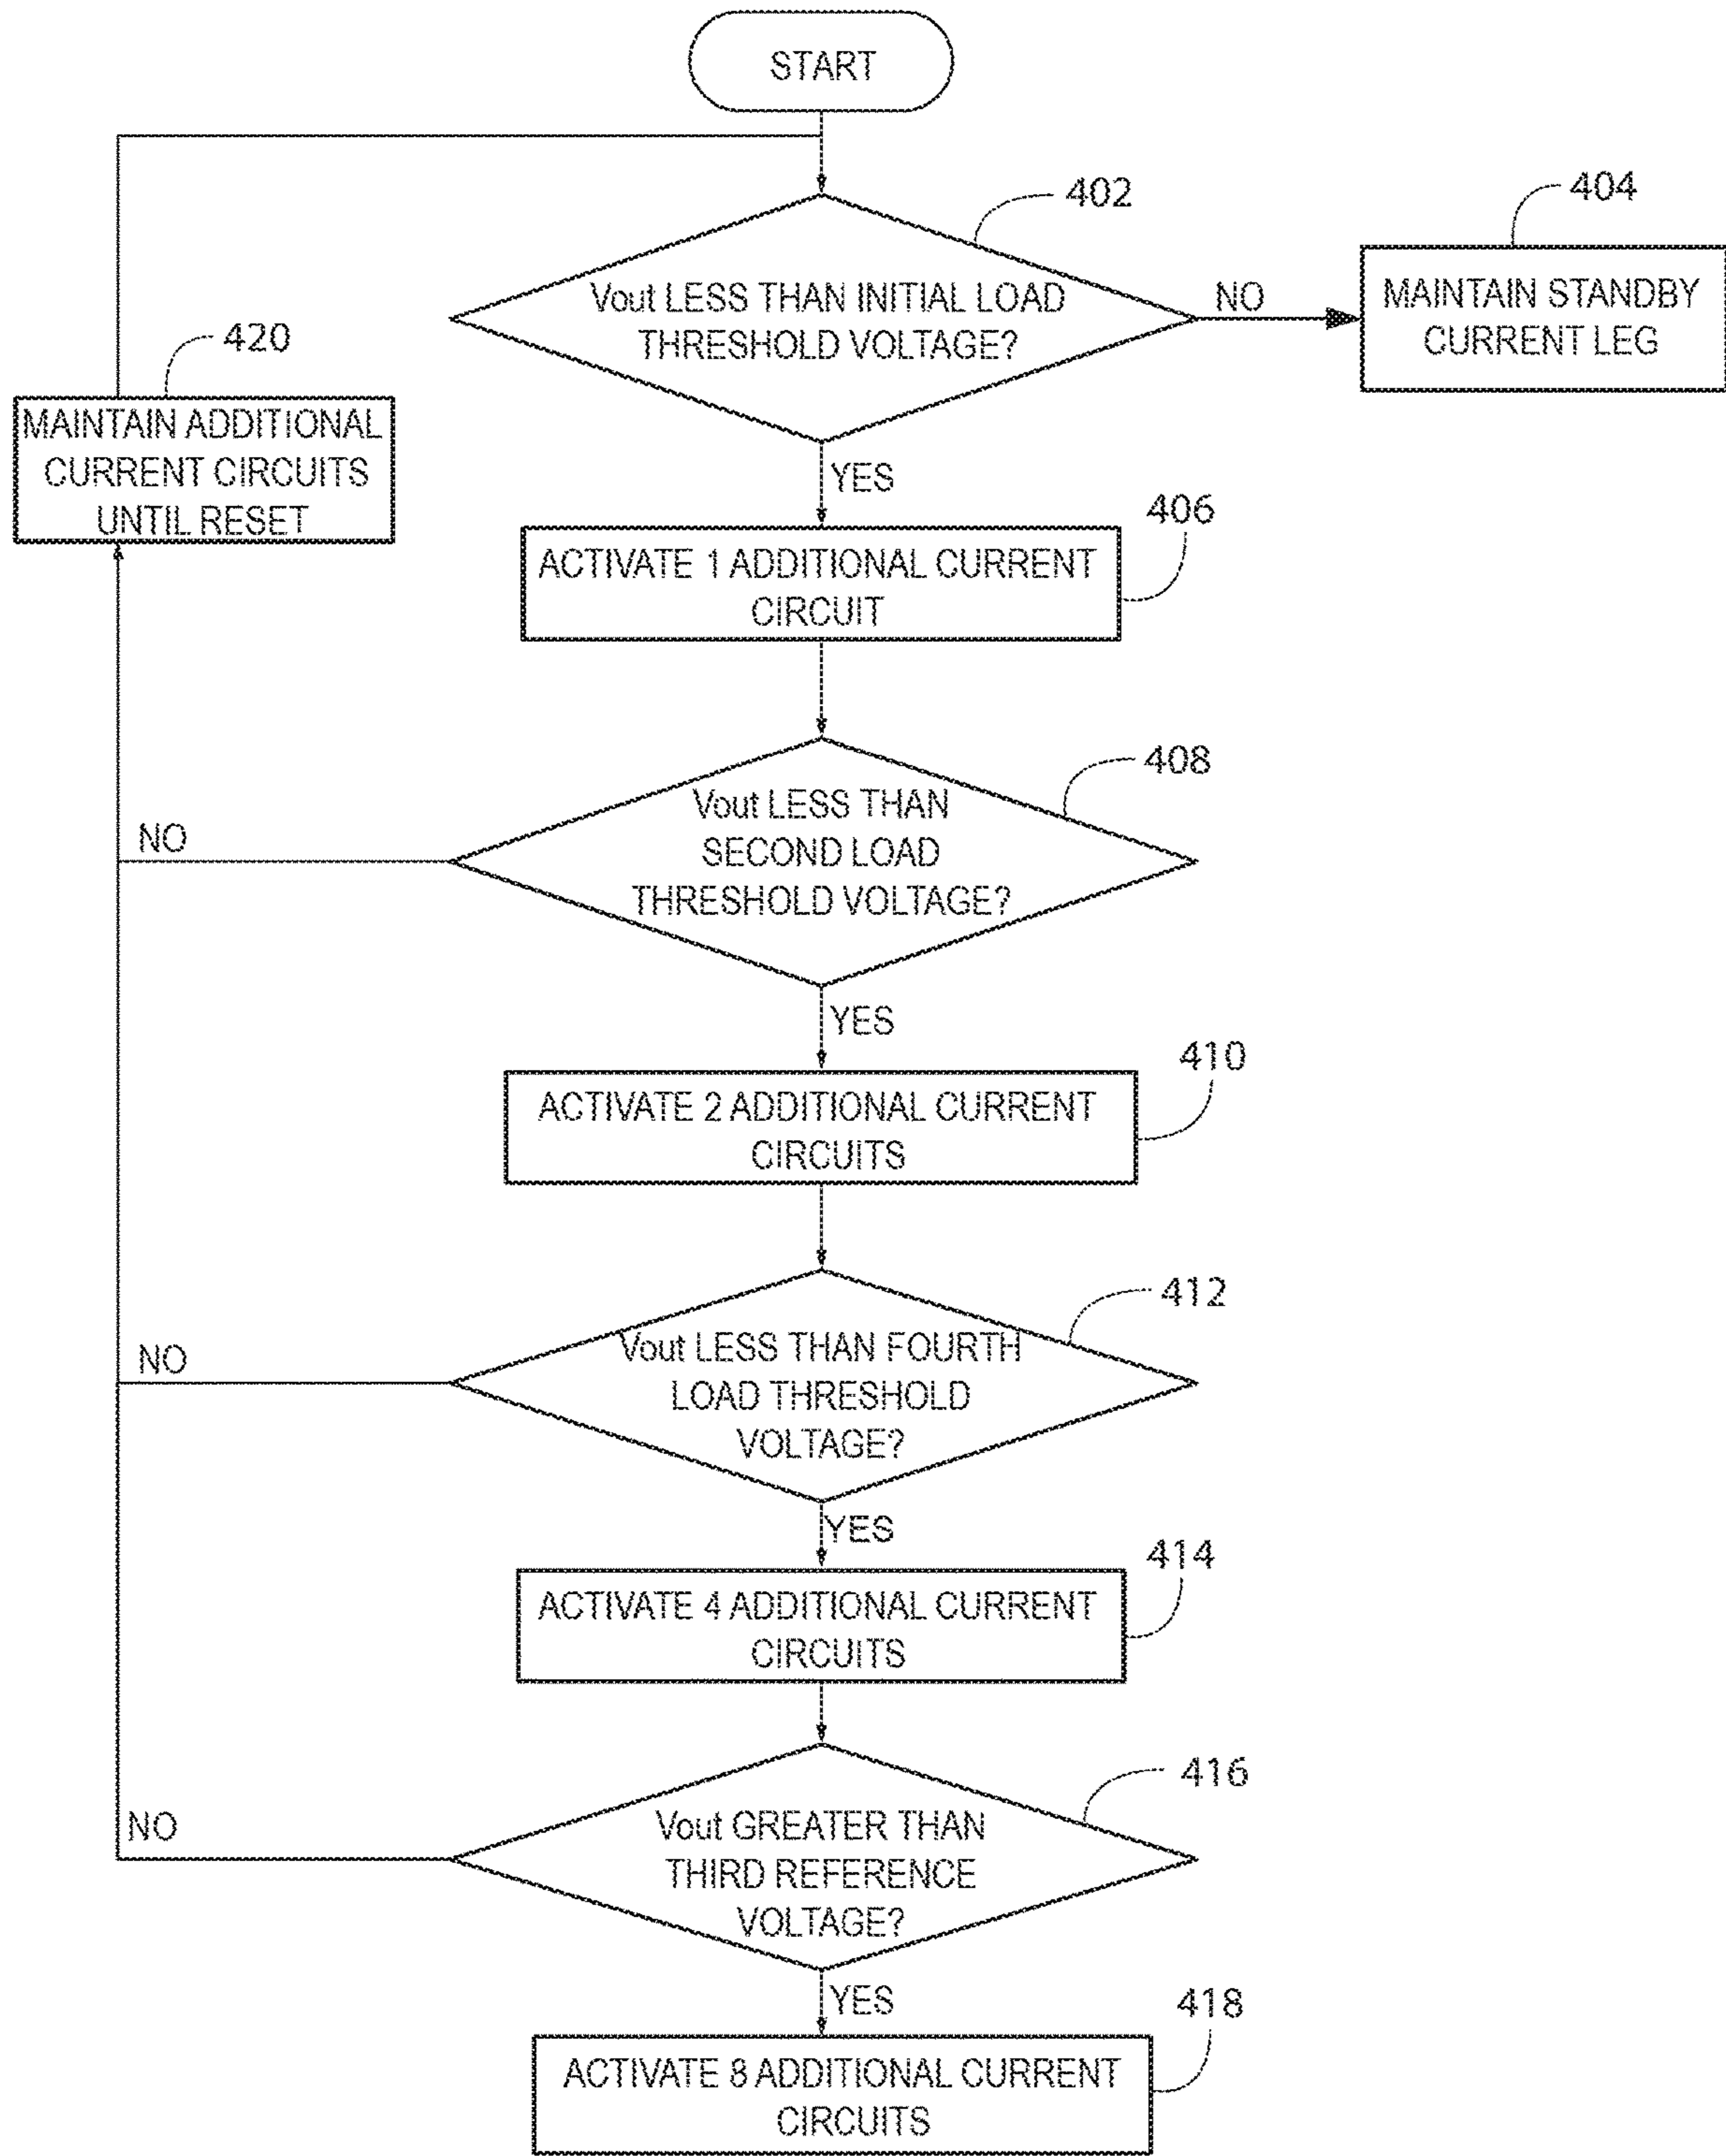 START
402
404
Vout LESS THAN INITIAL LOAD
THRESHOLD VOLTAGE?
NO
MAINTAIN STANDBY
CURRENT LEG
420
MAINTAIN ADDITIONAL
CURRENT CIRCUITS
UNTIL RESET
YES
406
ACTIVATE 1 ADDITIONAL CURRENT
CIRCUIT
408
Vout LESS THAN
SECOND LOAD
THRESHOLD VOLTAGE?
NO
YES
410
ACTIVATE 2 ADDITIONAL CURRENT
CIRCUITS
412
Vout LESS THAN FOURTH
LOAD THRESHOLD
VOLTAGE?
NO
YES
414
ACTIVATE 4 ADDITIONAL CURRENT
CIRCUITS
416
Vout GREATER THAN
THIRD REFERENCE
VOLTAGE?
NO
YES
418
ACTIVATE 8 ADDITIONAL CURRENT
CIRCUITS